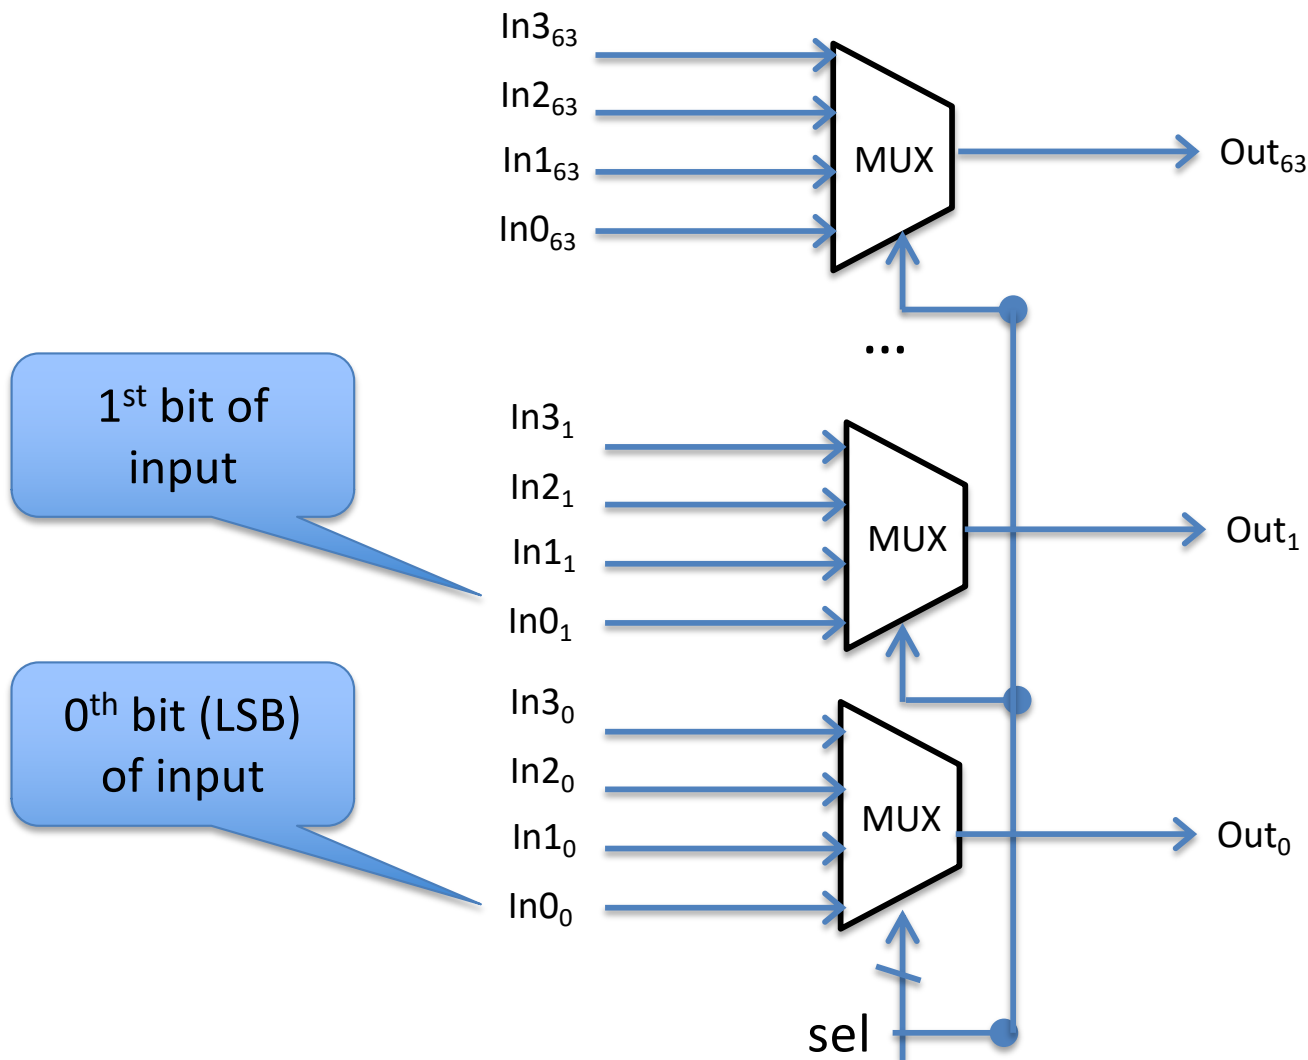 In3₆₃
In2₆₃
MUX
Out₆₃
In1₆₃
In0₆₃
...
1ˢᵗ bit of
input
In3₁
In2₁
MUX
Out₁
In1₁
In0₁
0ᵗʰ bit (LSB)
of input
In3₀
In2₀
MUX
Out₀
In1₀
In0₀
sel